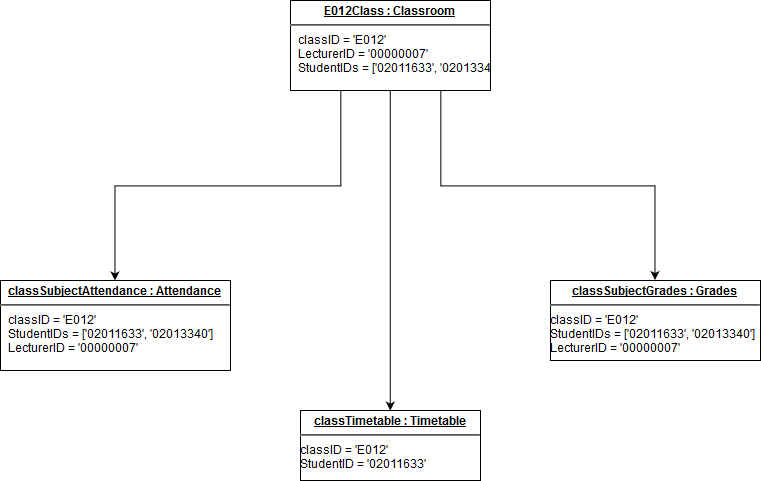 E012Class : Classroom
classID = 'E012'
LecturerID = '00000007'
StudentIDs = ['02011633', '0201334
classSubjectAttendance : Attendance
classID = 'E012'
StudentIDs = ['02011633', '02013340']
LecturerID = '00000007'
classSubjectGrades : Grades
classID = 'E012'
StudentIDs = ['02011633', '02013340']
LecturerID = '00000007'
classTimetable : Timetable
classID = 'E012'
StudentID = '02011633'